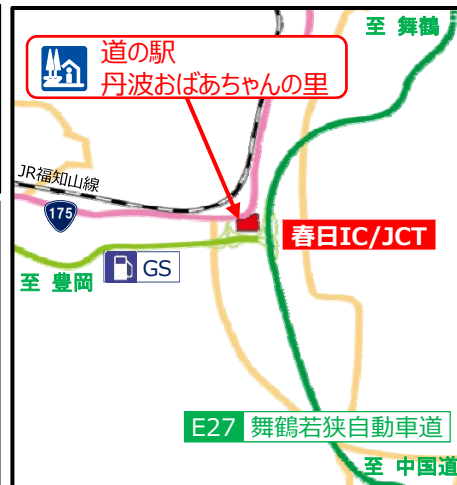 至 舞鶴
道の駅
丹波おばあちゃんの里
JR福知山線
175
春日IC/JCT
GS
至 豊岡
E27 舞鶴若狭自動車道
至 中国道